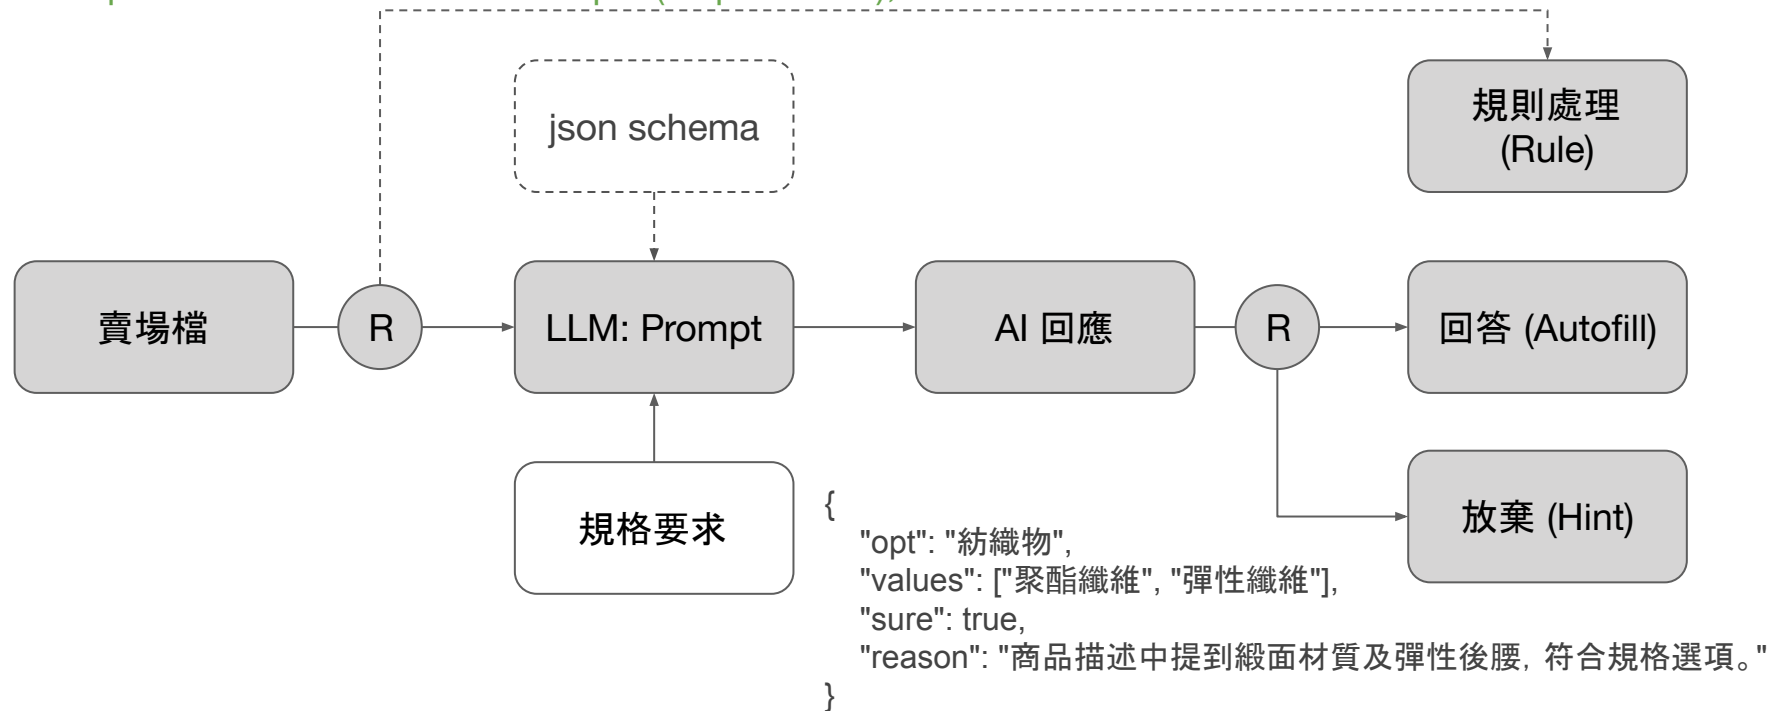 json schema
規則處理
(Rule)
賣場檔
R
LLM: Prompt
AI 回應
R
回答 (Autofill)
規格要求
放棄 (Hint)
{
"opt": "紡織物",
"values": ["聚酯纖維", "彈性纖維"],
"sure": true,
"reason": "商品描述中提到緞面材質及彈性後腰，符合規格選項。"
}